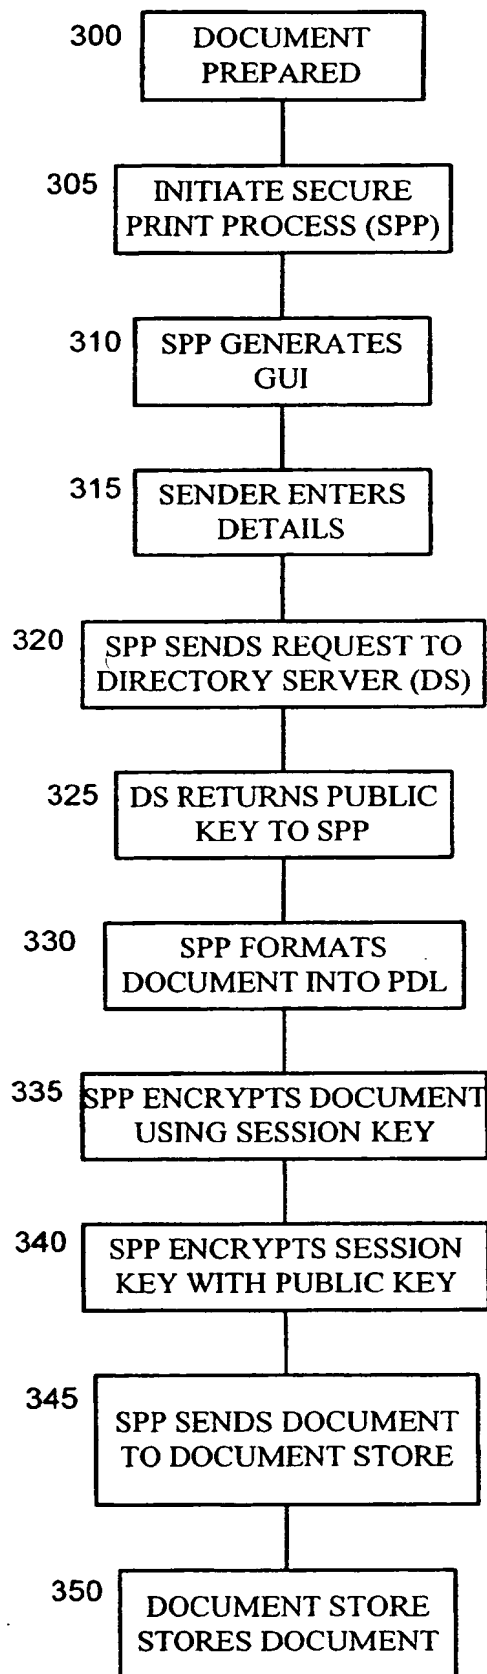 300
DOCUMENT
PREPARED
305
INITIATE SECURE
PRINT PROCESS (SPP)
310
SPP GENERATES
GUI
315
SENDER ENTERS
DETAILS
320
SPP SENDS REQUEST TO
DIRECTORY SERVER (DS)
325
DS RETURNS PUBLIC
KEY TO SPP
330
SPP FORMATS
DOCUMENT INTO PDL
335
SPP ENCRYPTS DOCUMENT
USING SESSION KEY
340
SPP ENCRYPTS SESSION
KEY WITH PUBLIC KEY
345
SPP SENDS DOCUMENT
TO DOCUMENT STORE
350
DOCUMENT STORE
STORES DOCUMENT